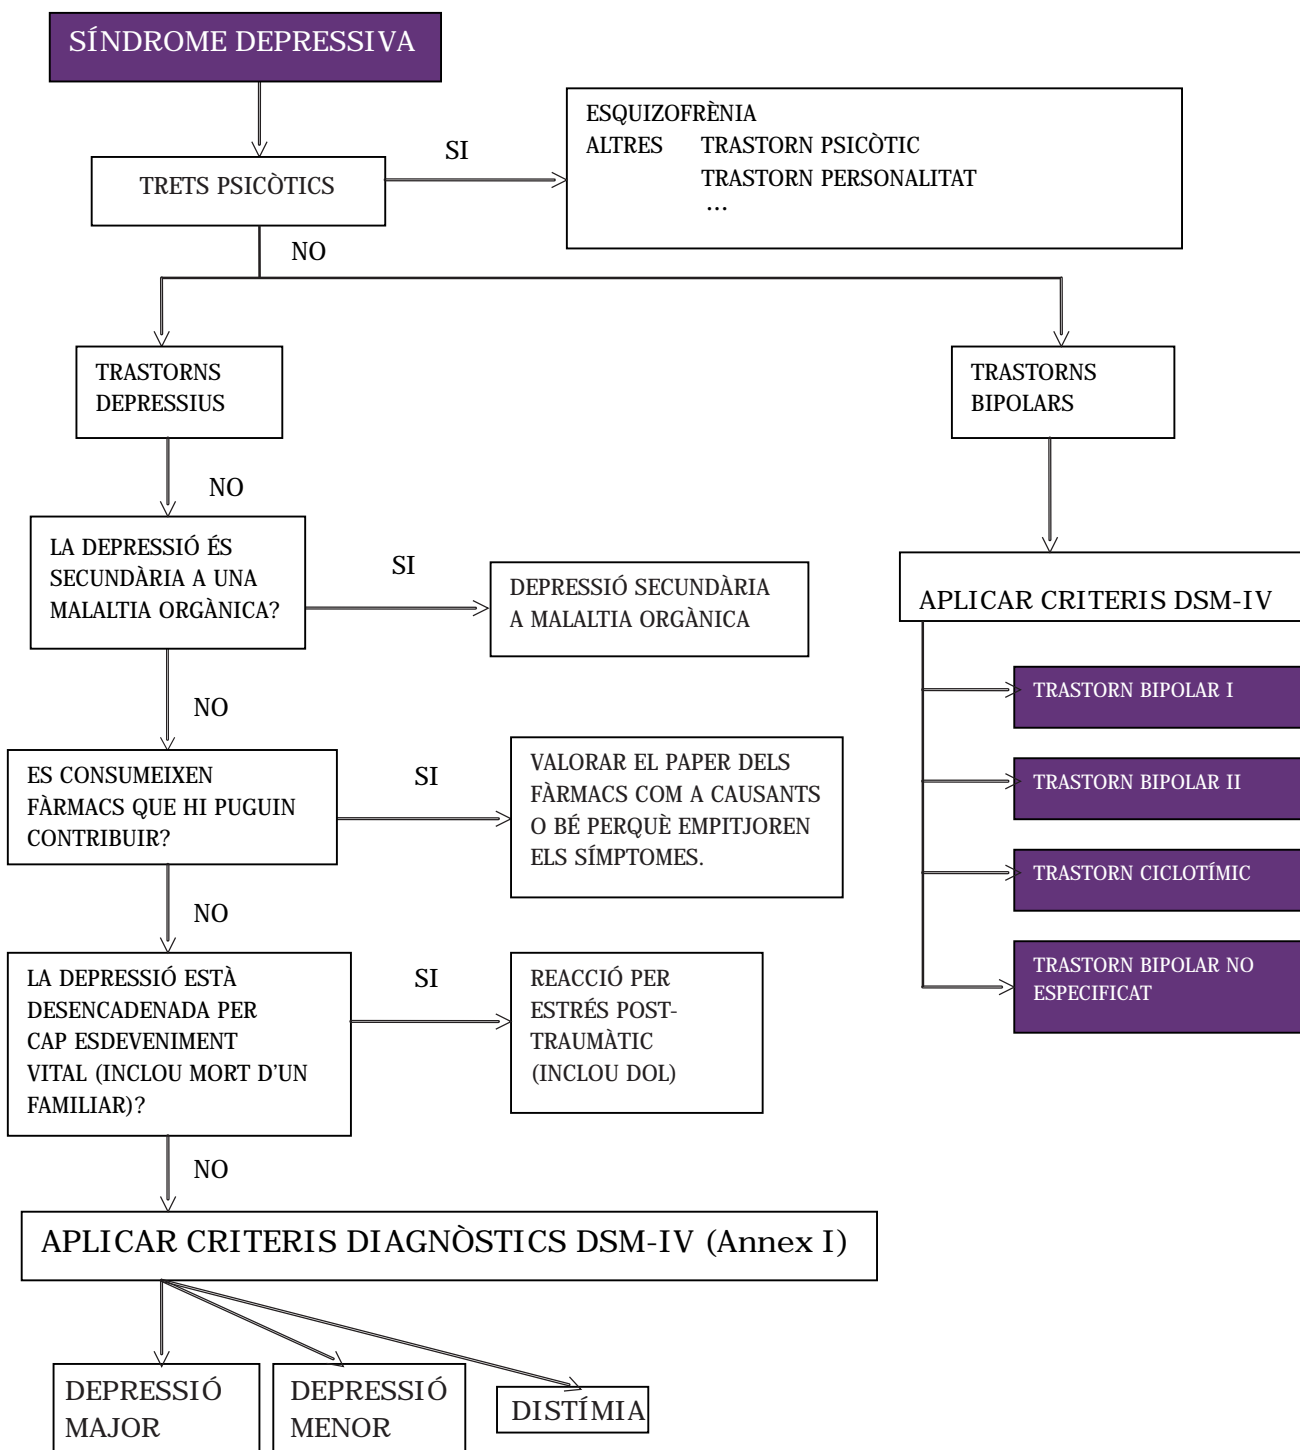 SÍNDROME DEPRESSIVA
TRETS PSICÒTICS
SI
ESQUIZOFRÈNIA
ALTRES TRASTORN PSICÒTIC
TRASTORN PERSONALITAT
...
NO
TRASTORNS
DEPRESSIUS
TRASTORNS
BIPOLARS
NO
LA DEPRESSIÓ ÉS
SECUNDÀRIA A UNA
MALALTIA ORGÀNICA?
SI
DEPRESSIÓ SECUNDÀRIA
A MALALTIA ORGÀNICA
APLICAR CRITERIS DSM-IV
TRASTORN BIPOLAR I
TRASTORN BIPOLAR II
TRASTORN CICLOTÍMIC
TRASTORN BIPOLAR NO
ESPECIFICAT
NO
ES CONSUMEIXEN
FÀRMACS QUE HI PUGUIN
CONTRIBUIR?
SI
VALORAR EL PAPER DELS
FÀRMACS COM A CAUSANTS
O BÉ PERQUÈ EMPITJOREN
ELS SÍMPTOMES.
NO
LA DEPRESSIÓ ESTÀ
DESENCADENADA PER
CAP ESDEVENIMENT
VITAL (INCLOU MORT D'UN
FAMILIAR)?
SI
REACCIÓ PER
ESTRÉS POST-
TRAUMÀTIC
(INCLOU DOL)
NO
APLICAR CRITERIS DIAGNÒSTICS DSM-IV (Annex I)
DEPRESSIÓ
MAJOR
DEPRESSIÓ
MENOR
DISTÍMIA